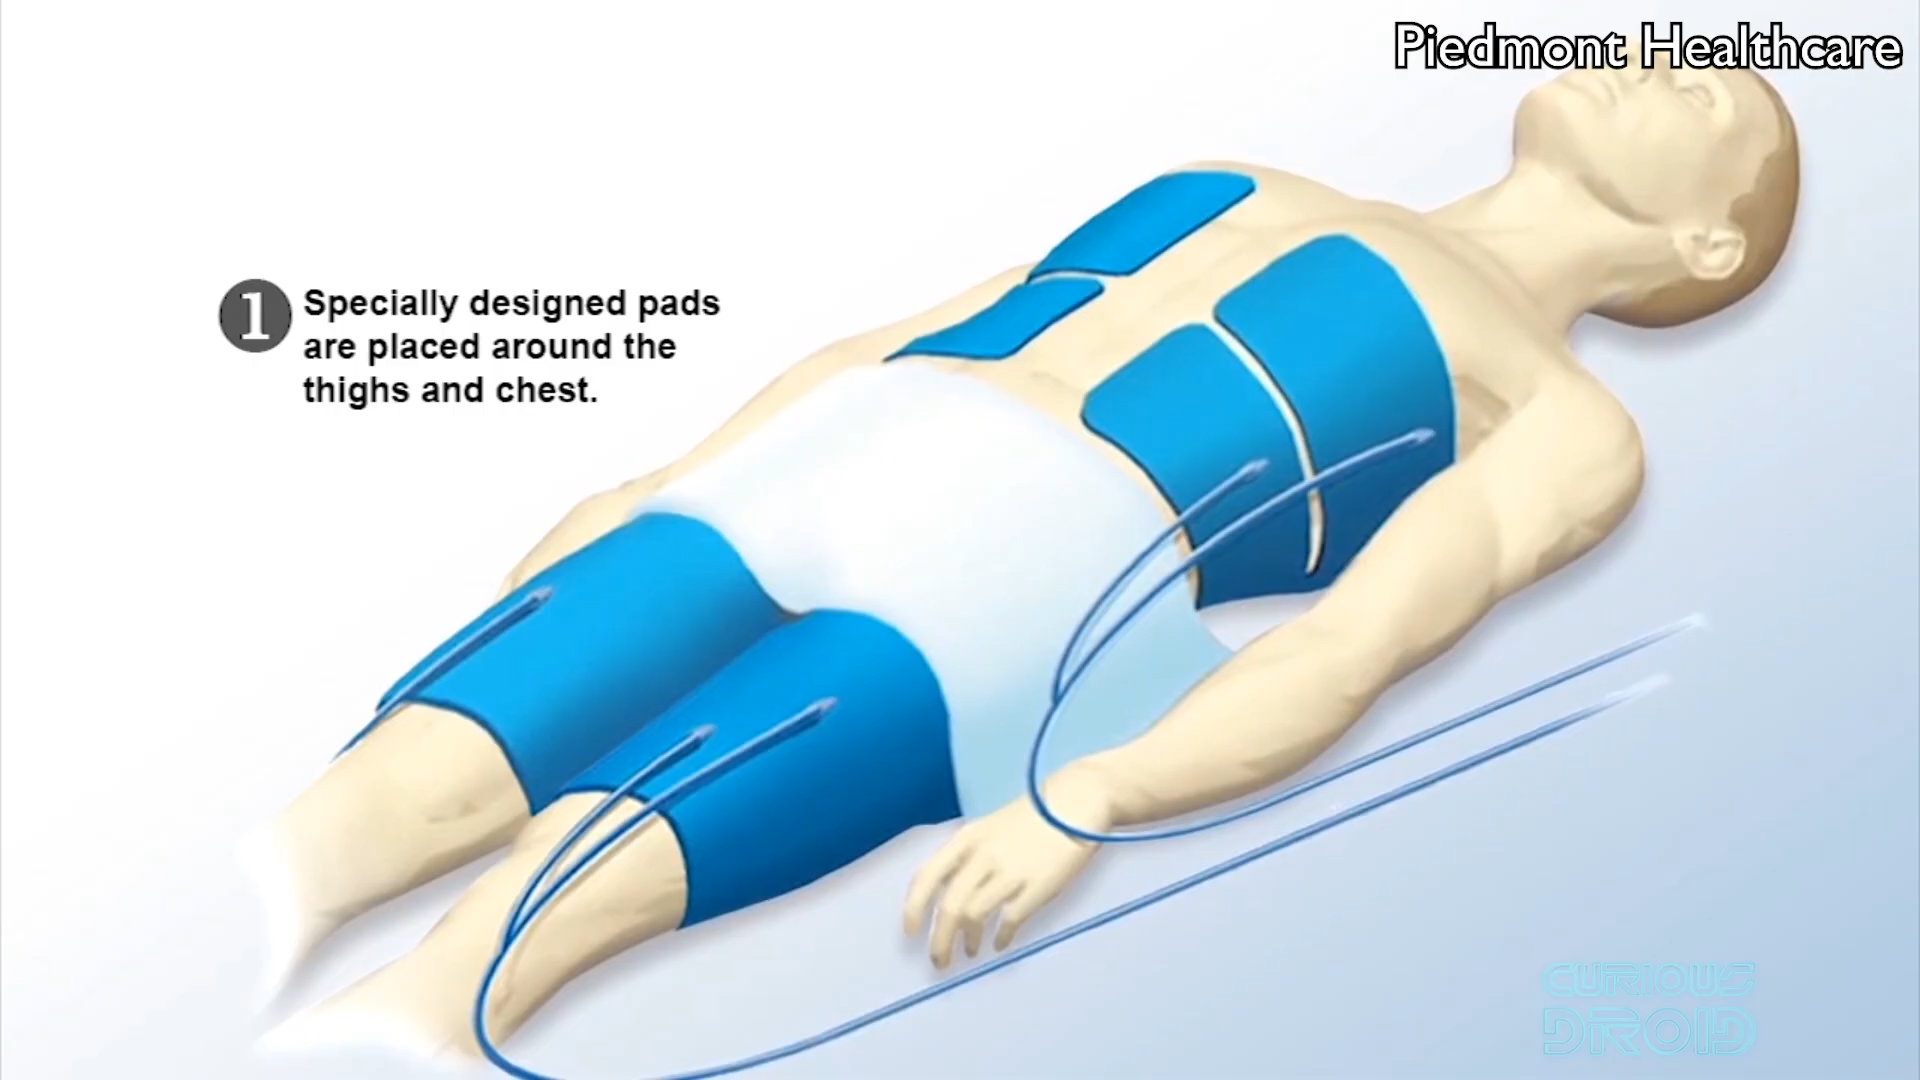 Piedmont Healthcare
1
Specially designed pads
are placed around the
thighs and chest.
CURIOUS
DROID